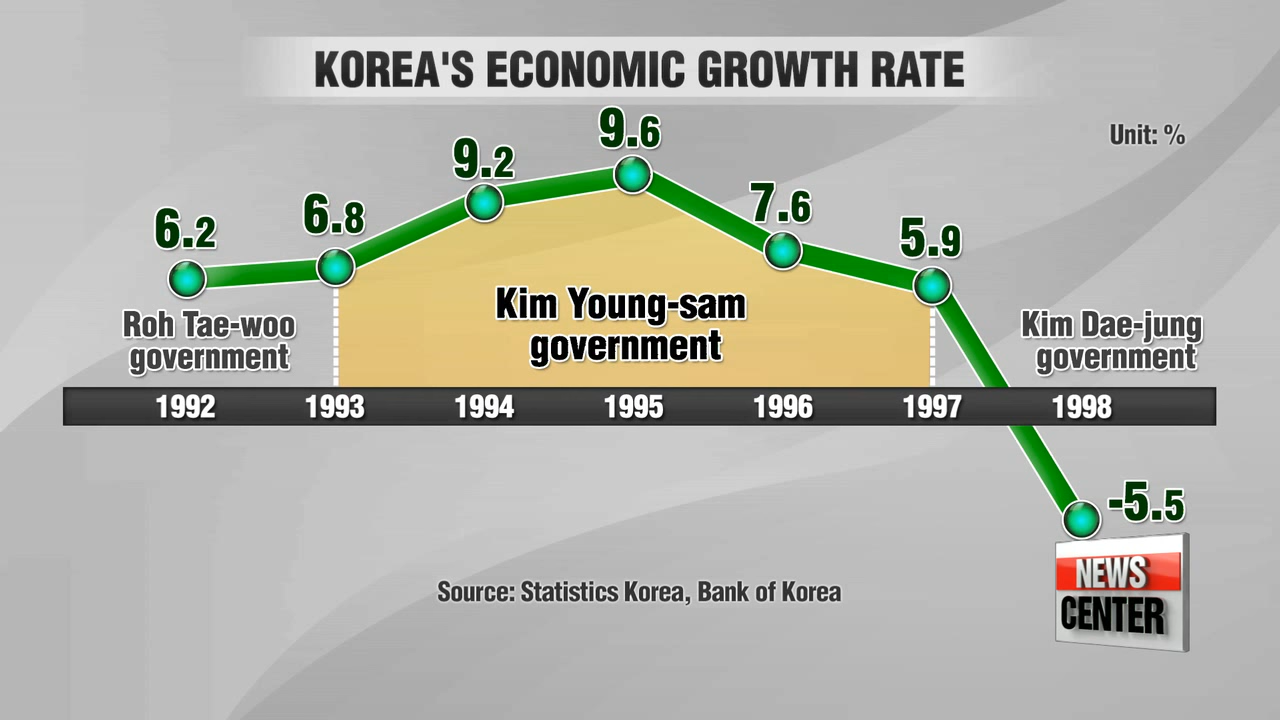 KOREA'S ECONOMIC GROWTH RATE
Unit: %
6.2
6.8
9.2
9.6
7.6
5.9
-5.5
Roh Tae-woo
government
Kim Young-sam
government
Kim Dae-jung
government
1992 1993 1994 1995 1996 1997 1998
Source: Statistics Korea, Bank of Korea
NEWS
CENTER